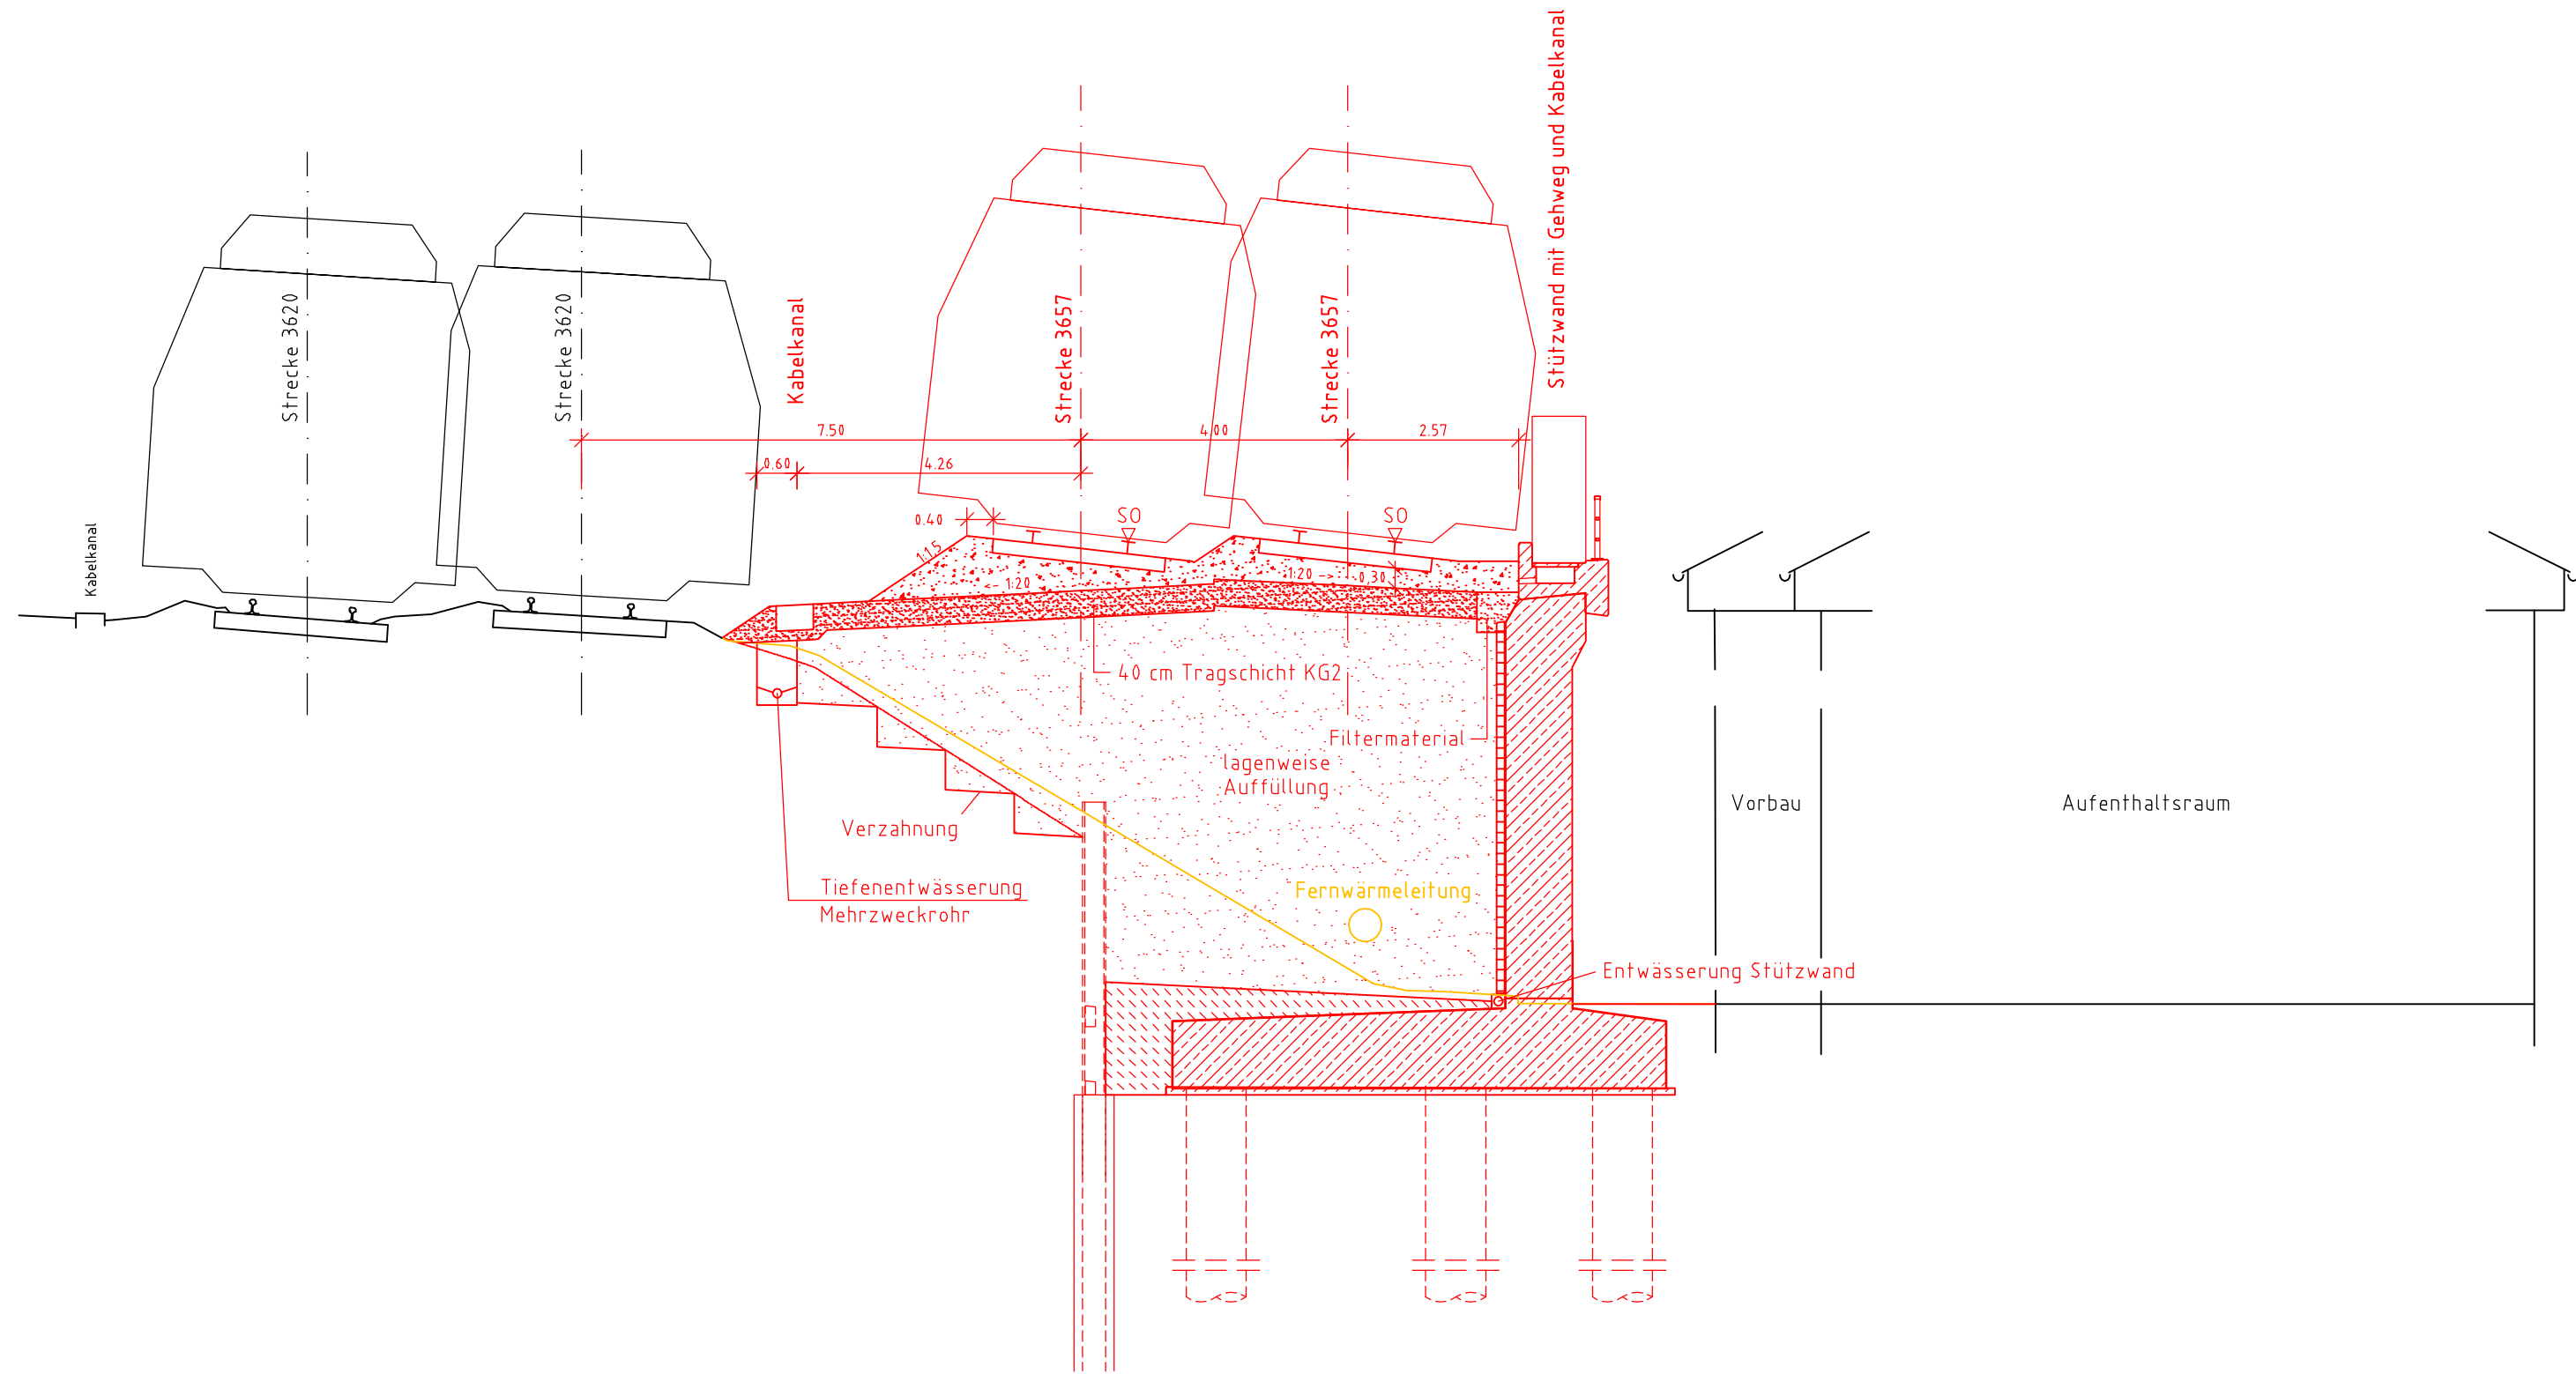 Stützwand mit Gehweg und Kabelkanal
Strecke 3620
Strecke 3620
Kabelkanal
Strecke 3657
Strecke 3657
7.50
4.00
2.57
0.60
4.26
Kabelkanal
0.40
SO
SO
1:1.5
1:20
1:20
0.30
40 cm Tragschicht KG2
Filtermaterial
lagenweise
Auffüllung
Vorbau
Aufenthaltsraum
Verzahnung
Tiefenentwässerung
Mehrzweckrohr
Fernwärmeleitung
Entwässerung Stützwand